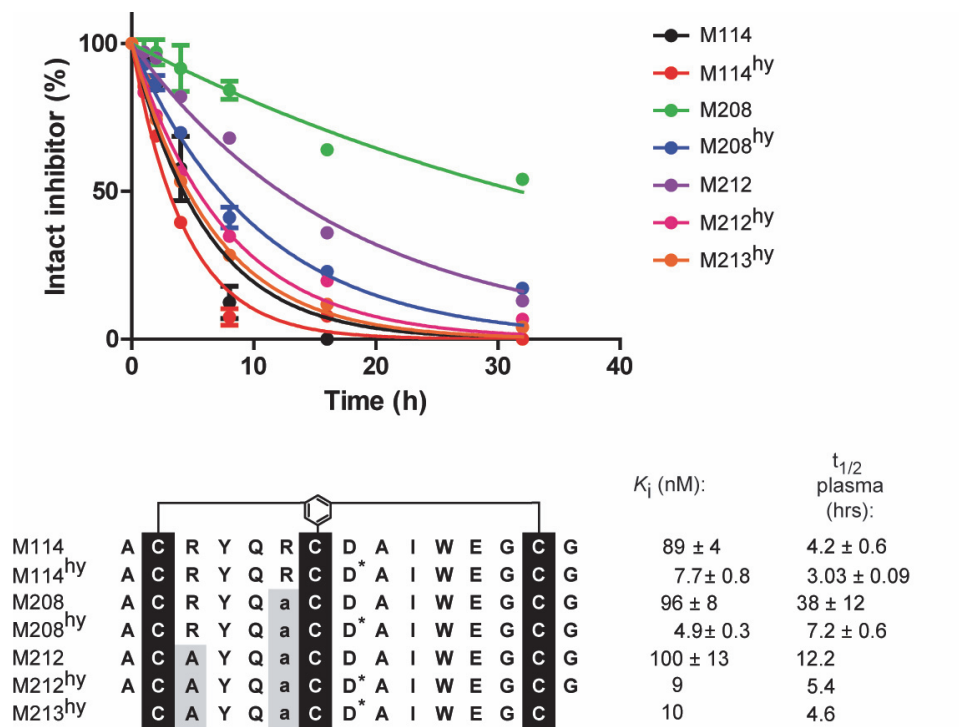 100
50
0
Intact inhibitor (%)
0 10 20 30 40
Time (h)
M114
M114hy
M208
M208hy
M212
M212hy
M213hy
Ki (nM):
t1/2
plasma
(hrs):
M114 A C R Y Q R C D A I W E G C G 89 ± 4 4.2 ± 0.6
M114hy A C R Y Q R C D* A I W E G C G 7.7 ± 0.8 3.03 ± 0.09
M208 A C R Y Q a C D A I W E G C G 96 ± 8 38 ± 12
M208hy A C R Y Q a C D* A I W E G C G 4.9 ± 0.3 7.2 ± 0.6
M212 A C A Y Q a C D A I W E G C G 100 ± 13 12.2
M212hy A C A Y Q a C D* A I W E G C G 9 5.4
M213hy C A Y Q a C D* A I W E G C 10 4.6